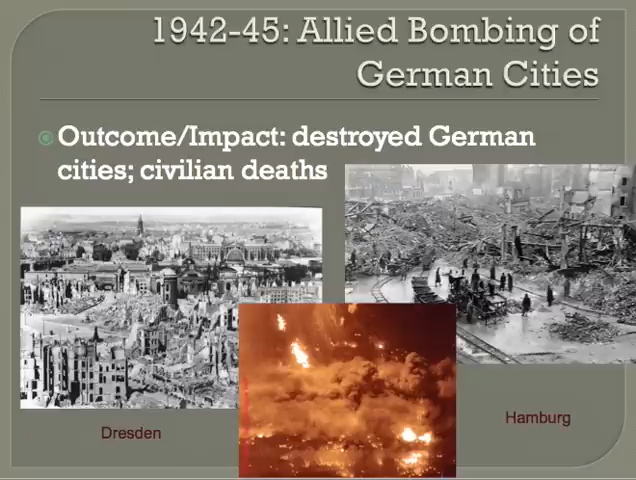 1942-45: Allied Bombing of
German Cities
Outcome/Impact: destroyed German
cities; civilian deaths
Dresden
Hamburg